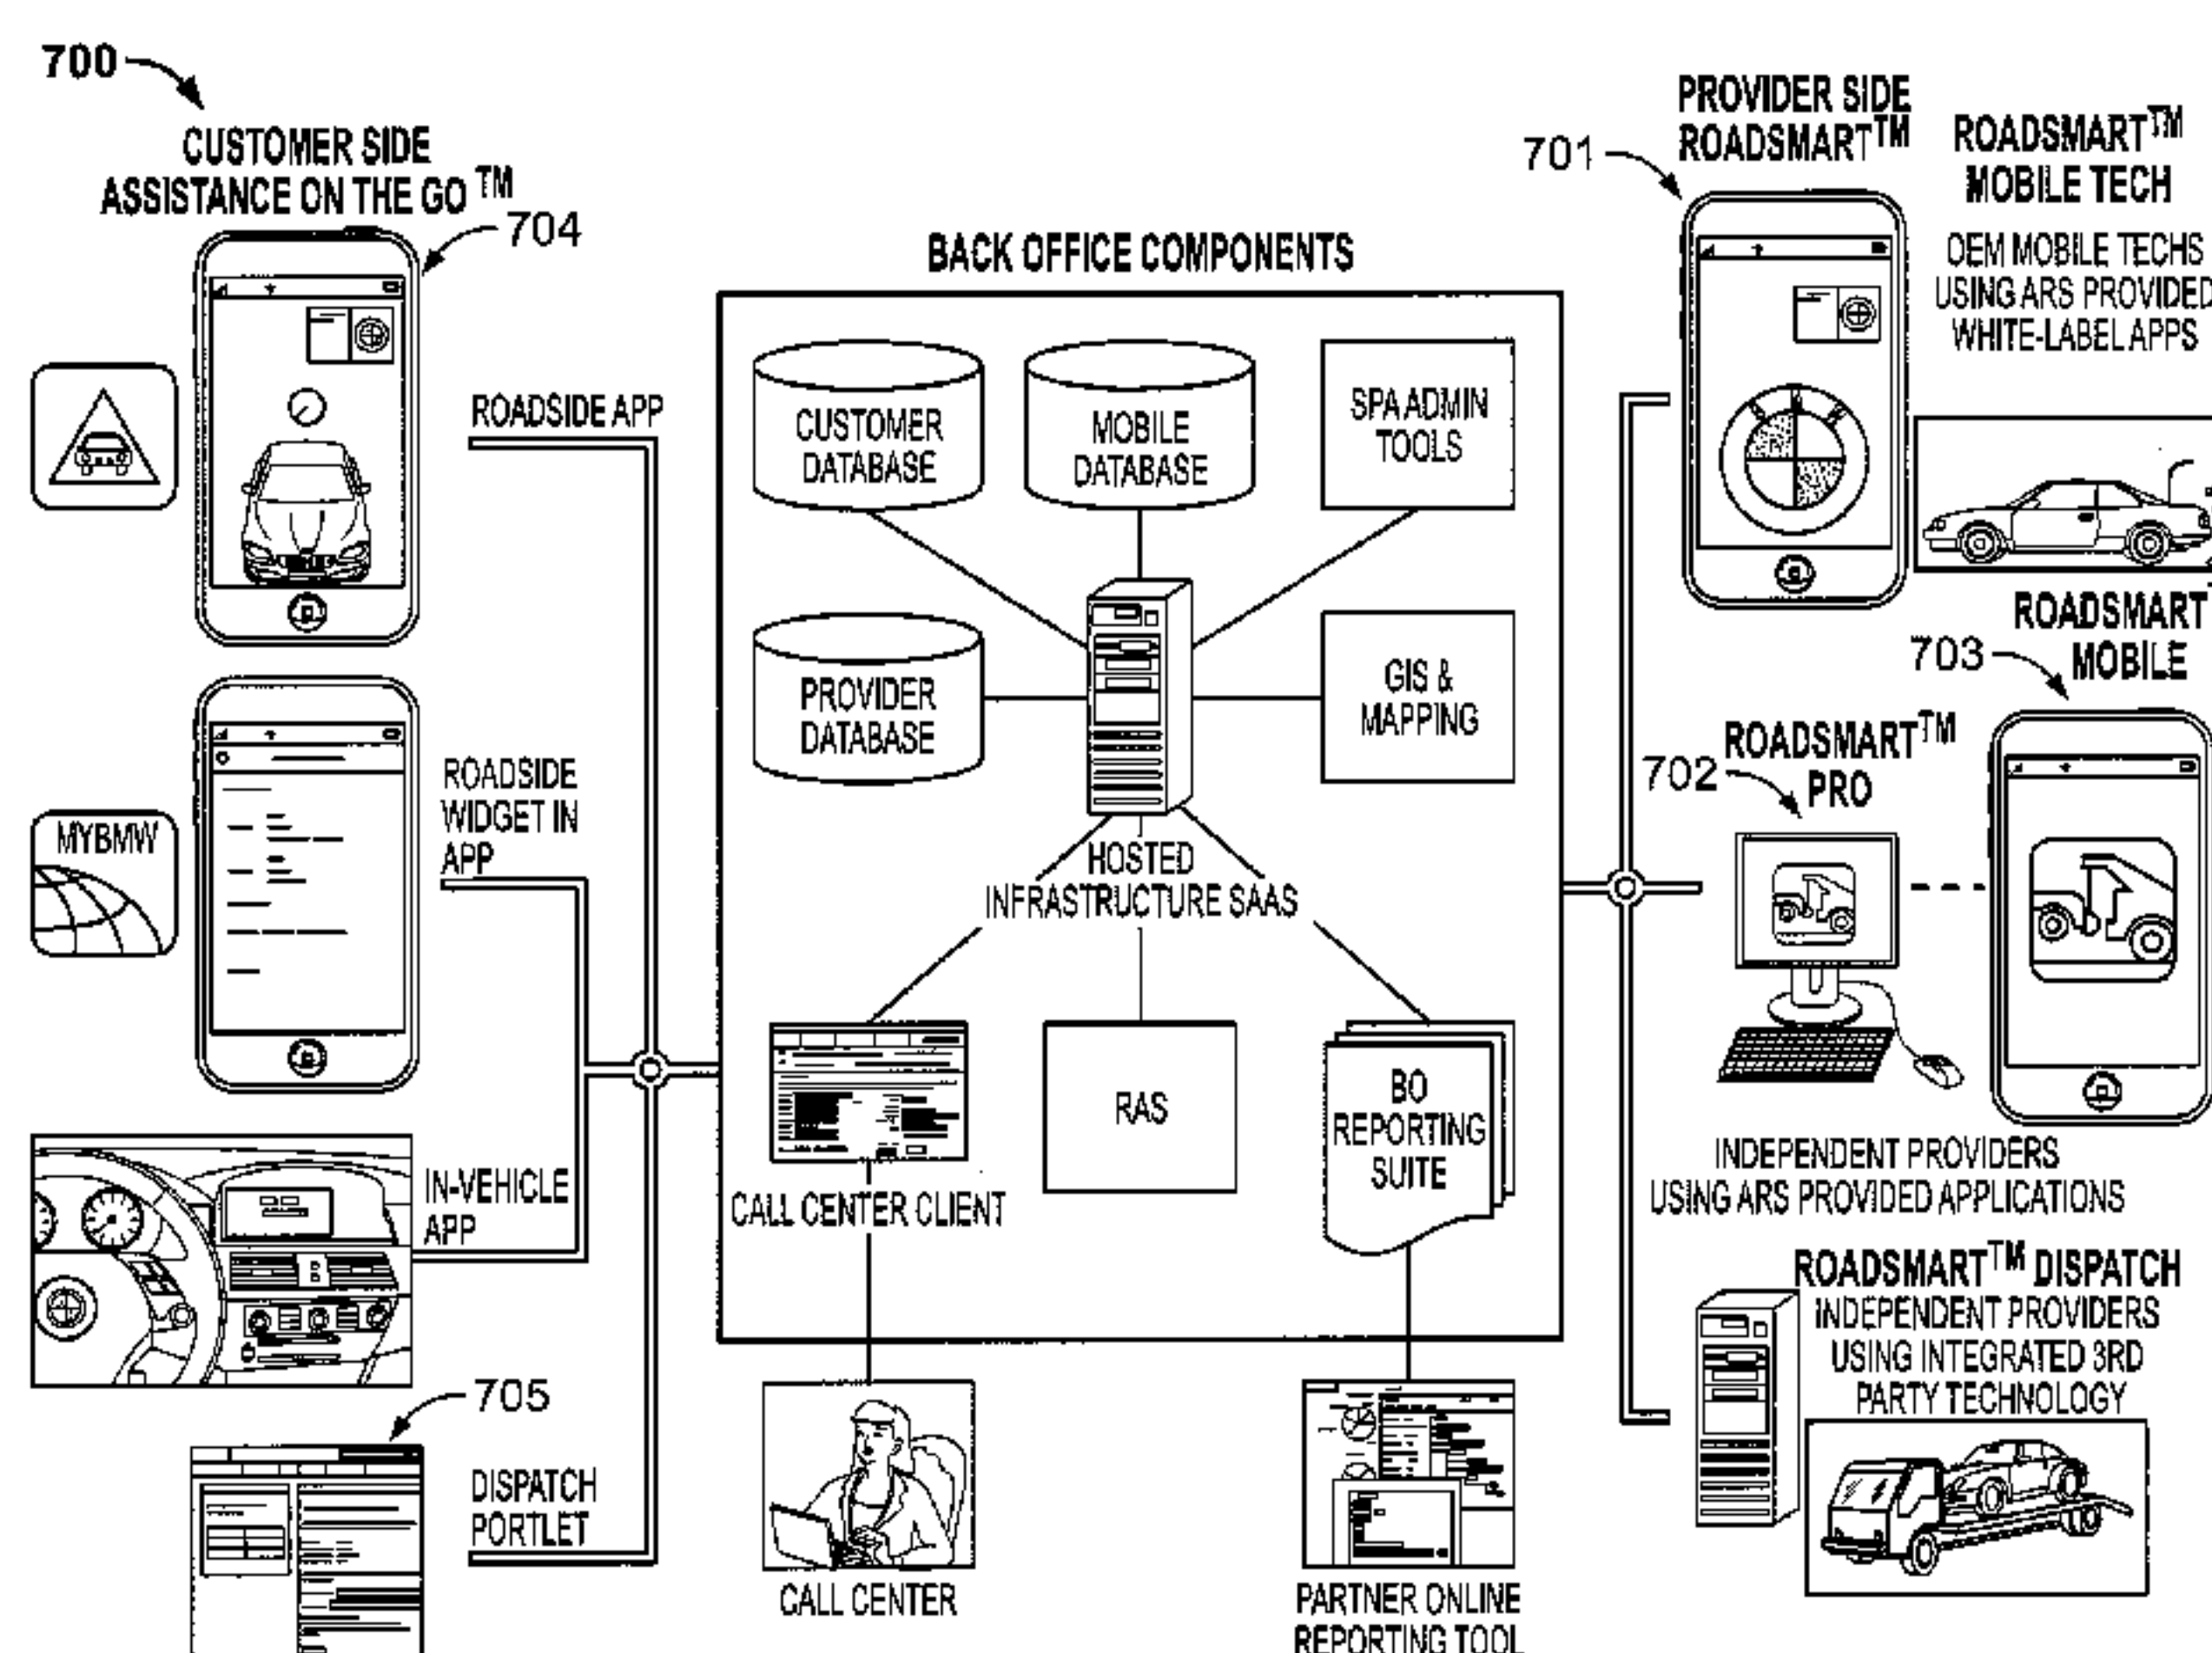 700
CUSTOMER SIDE
ASSISTANCE ON THE GO TM
704
ROADSIDE APP
MYBMW
ROADSIDE
WIDGET IN
APP
IN-VEHICLE
APP
705
DISPATCH
PORTLET
BACK OFFICE COMPONENTS
CUSTOMER
DATABASE
MOBILE
DATABASE
SPA ADMIN
TOOLS
PROVIDER
DATABASE
GIS &
MAPPING
HOSTED
INFRASTRUCTURE SAAS
CALL CENTER CLIENT
RAS
BO
REPORTING
SUITE
CALL CENTER
PARTNER ONLINE
REPORTING TOOL
701
PROVIDER SIDE
ROADSMART™
ROADSMART™
MOBILE TECH
OEM MOBILE TECHS
USING ARS PROVIDED
WHITE-LABEL APPS
ROADSMART
MOBILE
703
702
ROADSMART™
PRO
INDEPENDENT PROVIDERS
USING ARS PROVIDED APPLICATIONS
ROADSMART™ DISPATCH
INDEPENDENT PROVIDERS
USING INTEGRATED 3RD
PARTY TECHNOLOGY